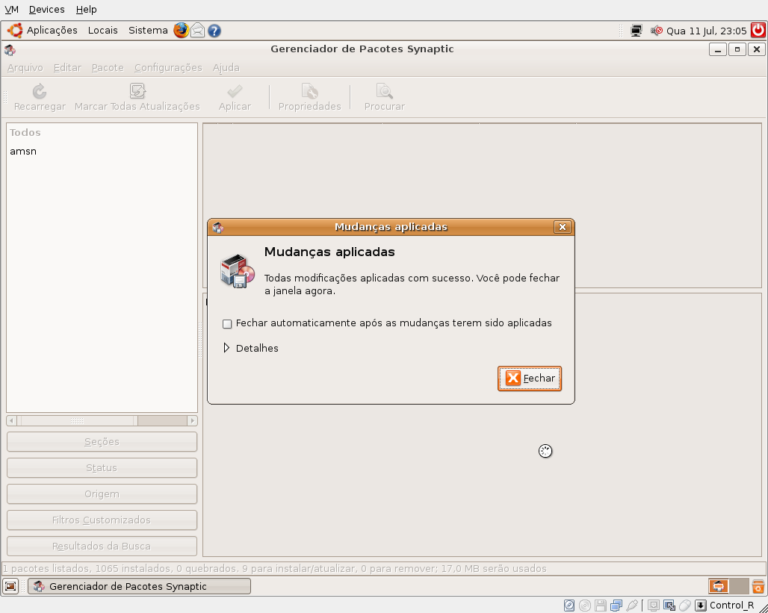 VM Devices Help
Aplicações Locais Sistema Qua 11 Jul, 23:05
Gerenciador de Pacotes Synaptic
Arquivo Editar Pacote Configurações Ajuda
Recarregar Marcar Todas Atualizações Aplicar Propriedades Procurar
Todos
amsn
Mudanças aplicadas
Mudanças aplicadas
Todas modificações aplicadas com sucesso. Você pode fechar
a janela agora.
Fechar automaticamente após as mudanças terem sido aplicadas
Detalhes
Fechar
Seções
Status
Origem
Filtros Customizados
Resultados da Busca
1 pacotes listados, 1065 instalados, 0 quebrados. 9 para instalar/atualizar, 0 para remover; 17,0 MB serão usados
Gerenciador de Pacotes Synaptic
Control_R